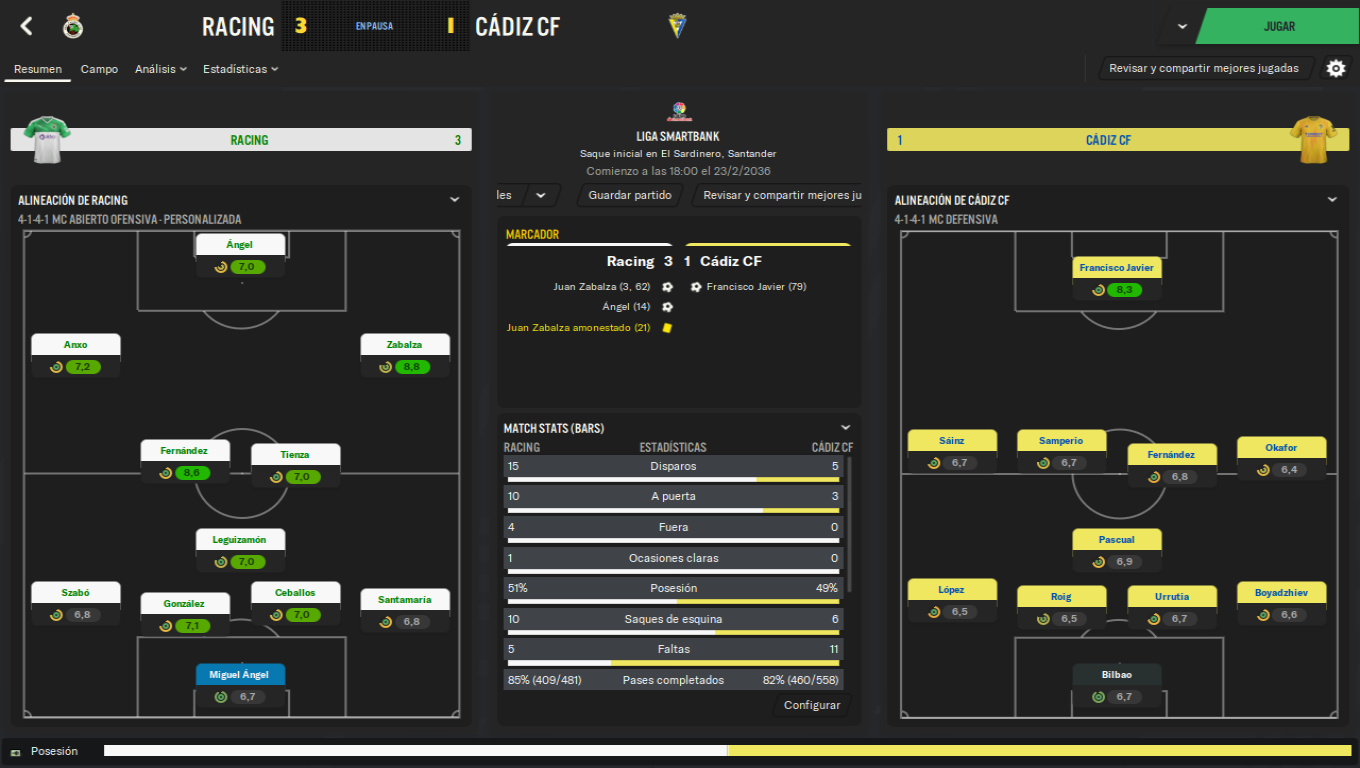 RACING 3 EN PAUSA 1 CÁDIZ CF
JUGAR
Resumen Campo Análisis Estadísticas
Revisar y compartir mejores jugadas
RACING 3
LIGA SMARTBANK
Saque inicial en El Sardinero, Santander
Comienzo a las 18:00 el 23/2/2036
les Guardar partido Revisar y compartir mejores ju
1 CÁDIZ CF
ALINEACIÓN DE RACING
4-1-4-1 MC ABIERTO OFENSIVA - PERSONALIZADA
Ángel
7,0
Anxo
7,2
Zabalza
8,8
Fernández
8,6
Tienza
7,0
Leguizamón
7,0
Szabó
6,8
González
7,1
Ceballos
7,0
Santamaría
6,8
Miguel Ángel
6,7
MARCADOR
Racing 3 1 Cádiz CF
Juan Zabalza (3, 62) Francisco Javier (79)
Ángel (14)
Juan Zabalza amonestado (21)
MATCH STATS (BARS)
RACING ESTADÍSTICAS CÁDIZ CF
15 Disparos 5
10 A puerta 3
4 Fuera 0
1 Ocasiones claras 0
51% Posesión 49%
10 Saques de esquina 6
5 Faltas 11
85% (409/481) Pases completados 82% (460/558)
Configurar
ALINEACIÓN DE CÁDIZ CF
4-1-4-1 MC DEFENSIVA
Francisco Javier
8,3
Sáinz
6,7
Samperio
6,7
Fernández
6,8
Okafor
6,4
Pascual
6,9
López
6,5
Roig
6,5
Urrutia
6,7
Boyadzhiev
6,6
Bilbao
6,7
Posesión